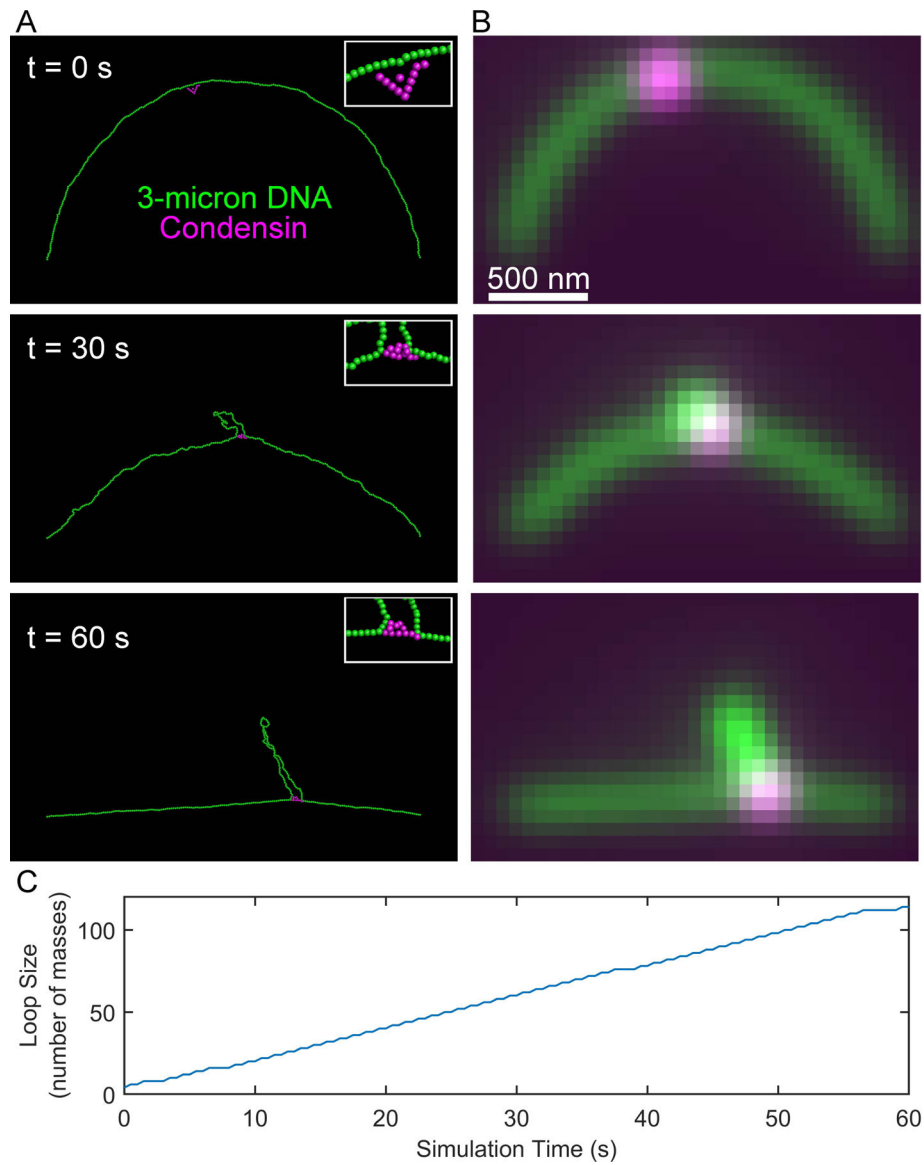 A
B
t = 0 s
3-micron DNA
Condensin
500 nm
t = 30 s
t = 60 s
C
Loop Size
(number of masses)
100
50
0
0 10 20 30 40 50 60
Simulation Time (s)